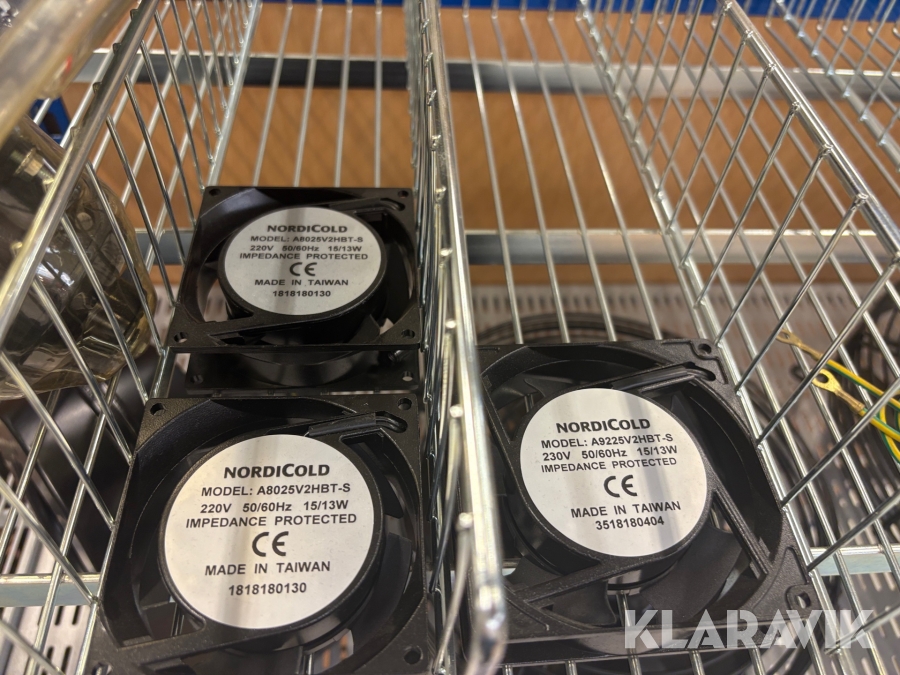 NORDICOLD
MODEL: A8025V2HBT-S
220V 50/60Hz 15/13W
IMPEDANCE PROTECTED
CE
MADE IN TAIWAN
1818180130
NORDICOLD
MODEL: A8025V2HBT-S
220V 50/60Hz 15/13W
IMPEDANCE PROTECTED
CE
MADE IN TAIWAN
1818180130
NORDICOLD
MODEL: A9225V2HBT-S
230V 50/60Hz 15/13W
IMPEDANCE PROTECTED
CE
MADE IN TAIWAN
3518180404
KLARAVIK